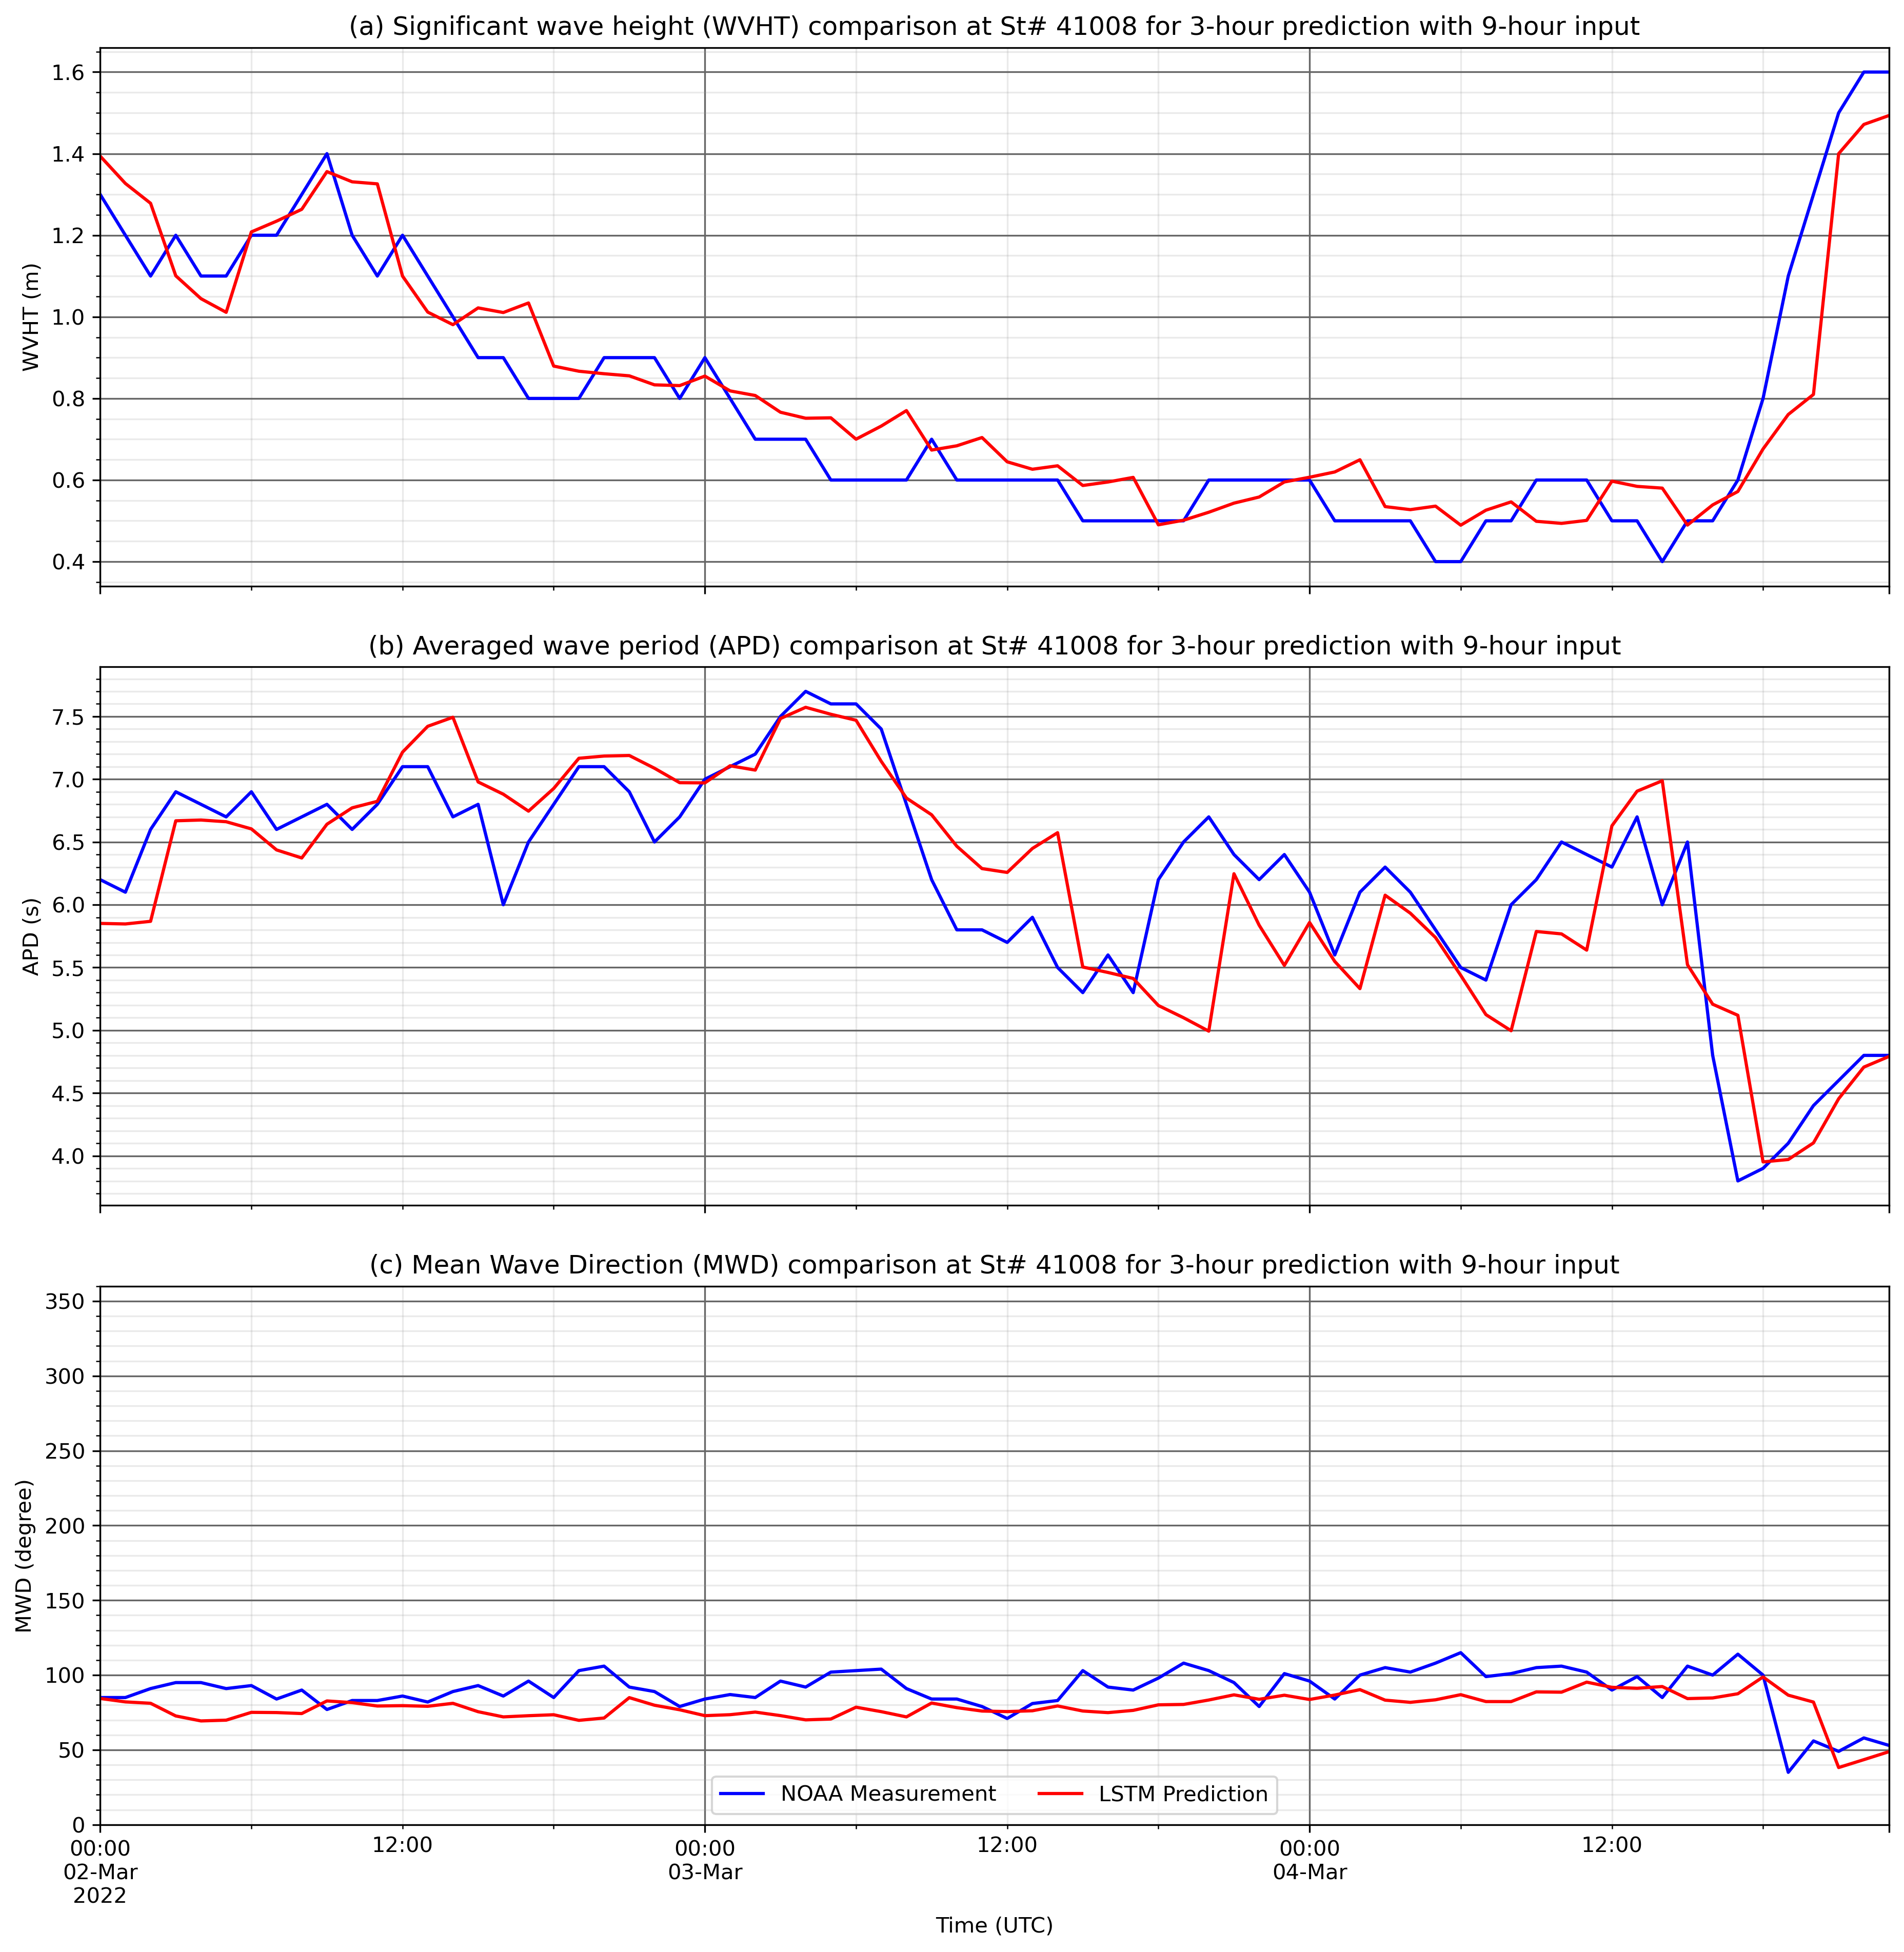 (a) Significant wave height (WVHT) comparison at St# 41008 for 3-hour prediction with 9-hour input
1.6
1.4
1.2
1.0
0.8
0.6
0.4
WVHT (m)
(b) Averaged wave period (APD) comparison at St# 41008 for 3-hour prediction with 9-hour input
7.5
7.0
6.5
6.0
5.5
5.0
4.5
4.0
APD (s)
(c) Mean Wave Direction (MWD) comparison at St# 41008 for 3-hour prediction with 9-hour input
350
300
250
200
150
100
50
0
MWD (degree)
NOAA Measurement LSTM Prediction
00:00 12:00 00:00 12:00 00:00 12:00
02-Mar 03-Mar 04-Mar
2022
Time (UTC)